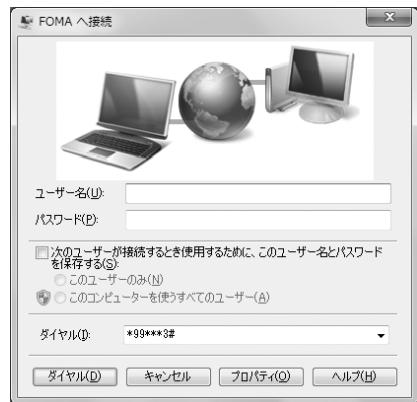 FOMA へ接続
ユーザー名(U):
パスワード(P):
次のユーザーが接続するとき使用するために、このユーザー名とパスワード
を保存する(S):
このユーザーのみ(N)
このコンピューターを使うすべてのユーザー(A)
ダイヤル(I): *99***3#
ダイヤル(D) キャンセル プロパティ(O) ヘルプ(H)